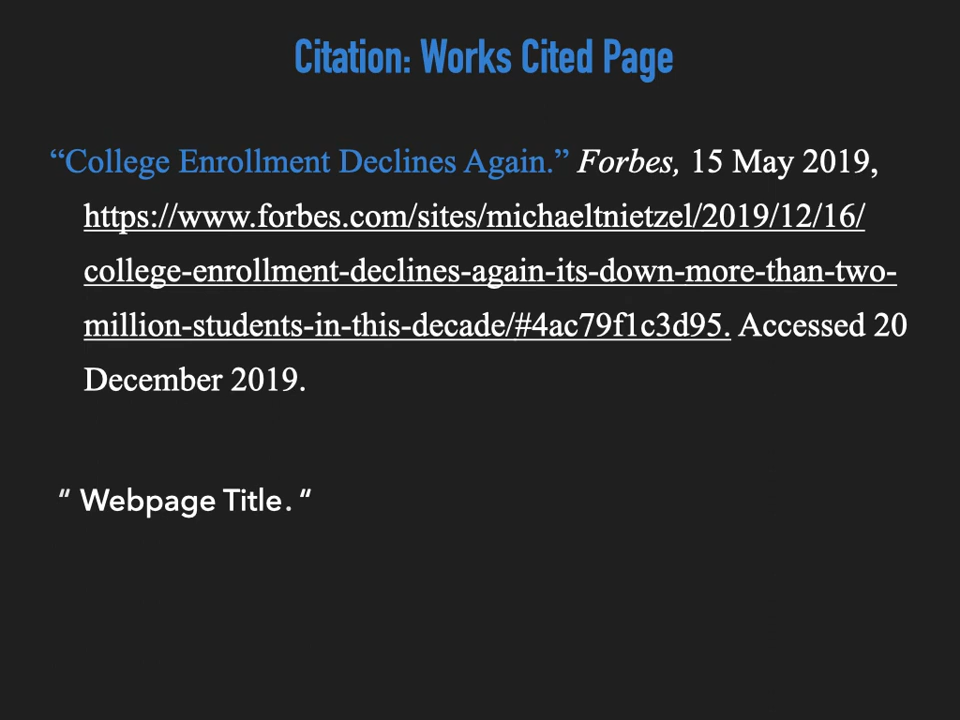 Citation: Works Cited Page
“College Enrollment Declines Again.” Forbes, 15 May 2019,
https://www.forbes.com/sites/michaeltnietzel/2019/12/16/
college-enrollment-declines-again-its-down-more-than-two-
million-students-in-this-decade/#4ac79f1c3d95. Accessed 20
December 2019.
“ Webpage Title. “